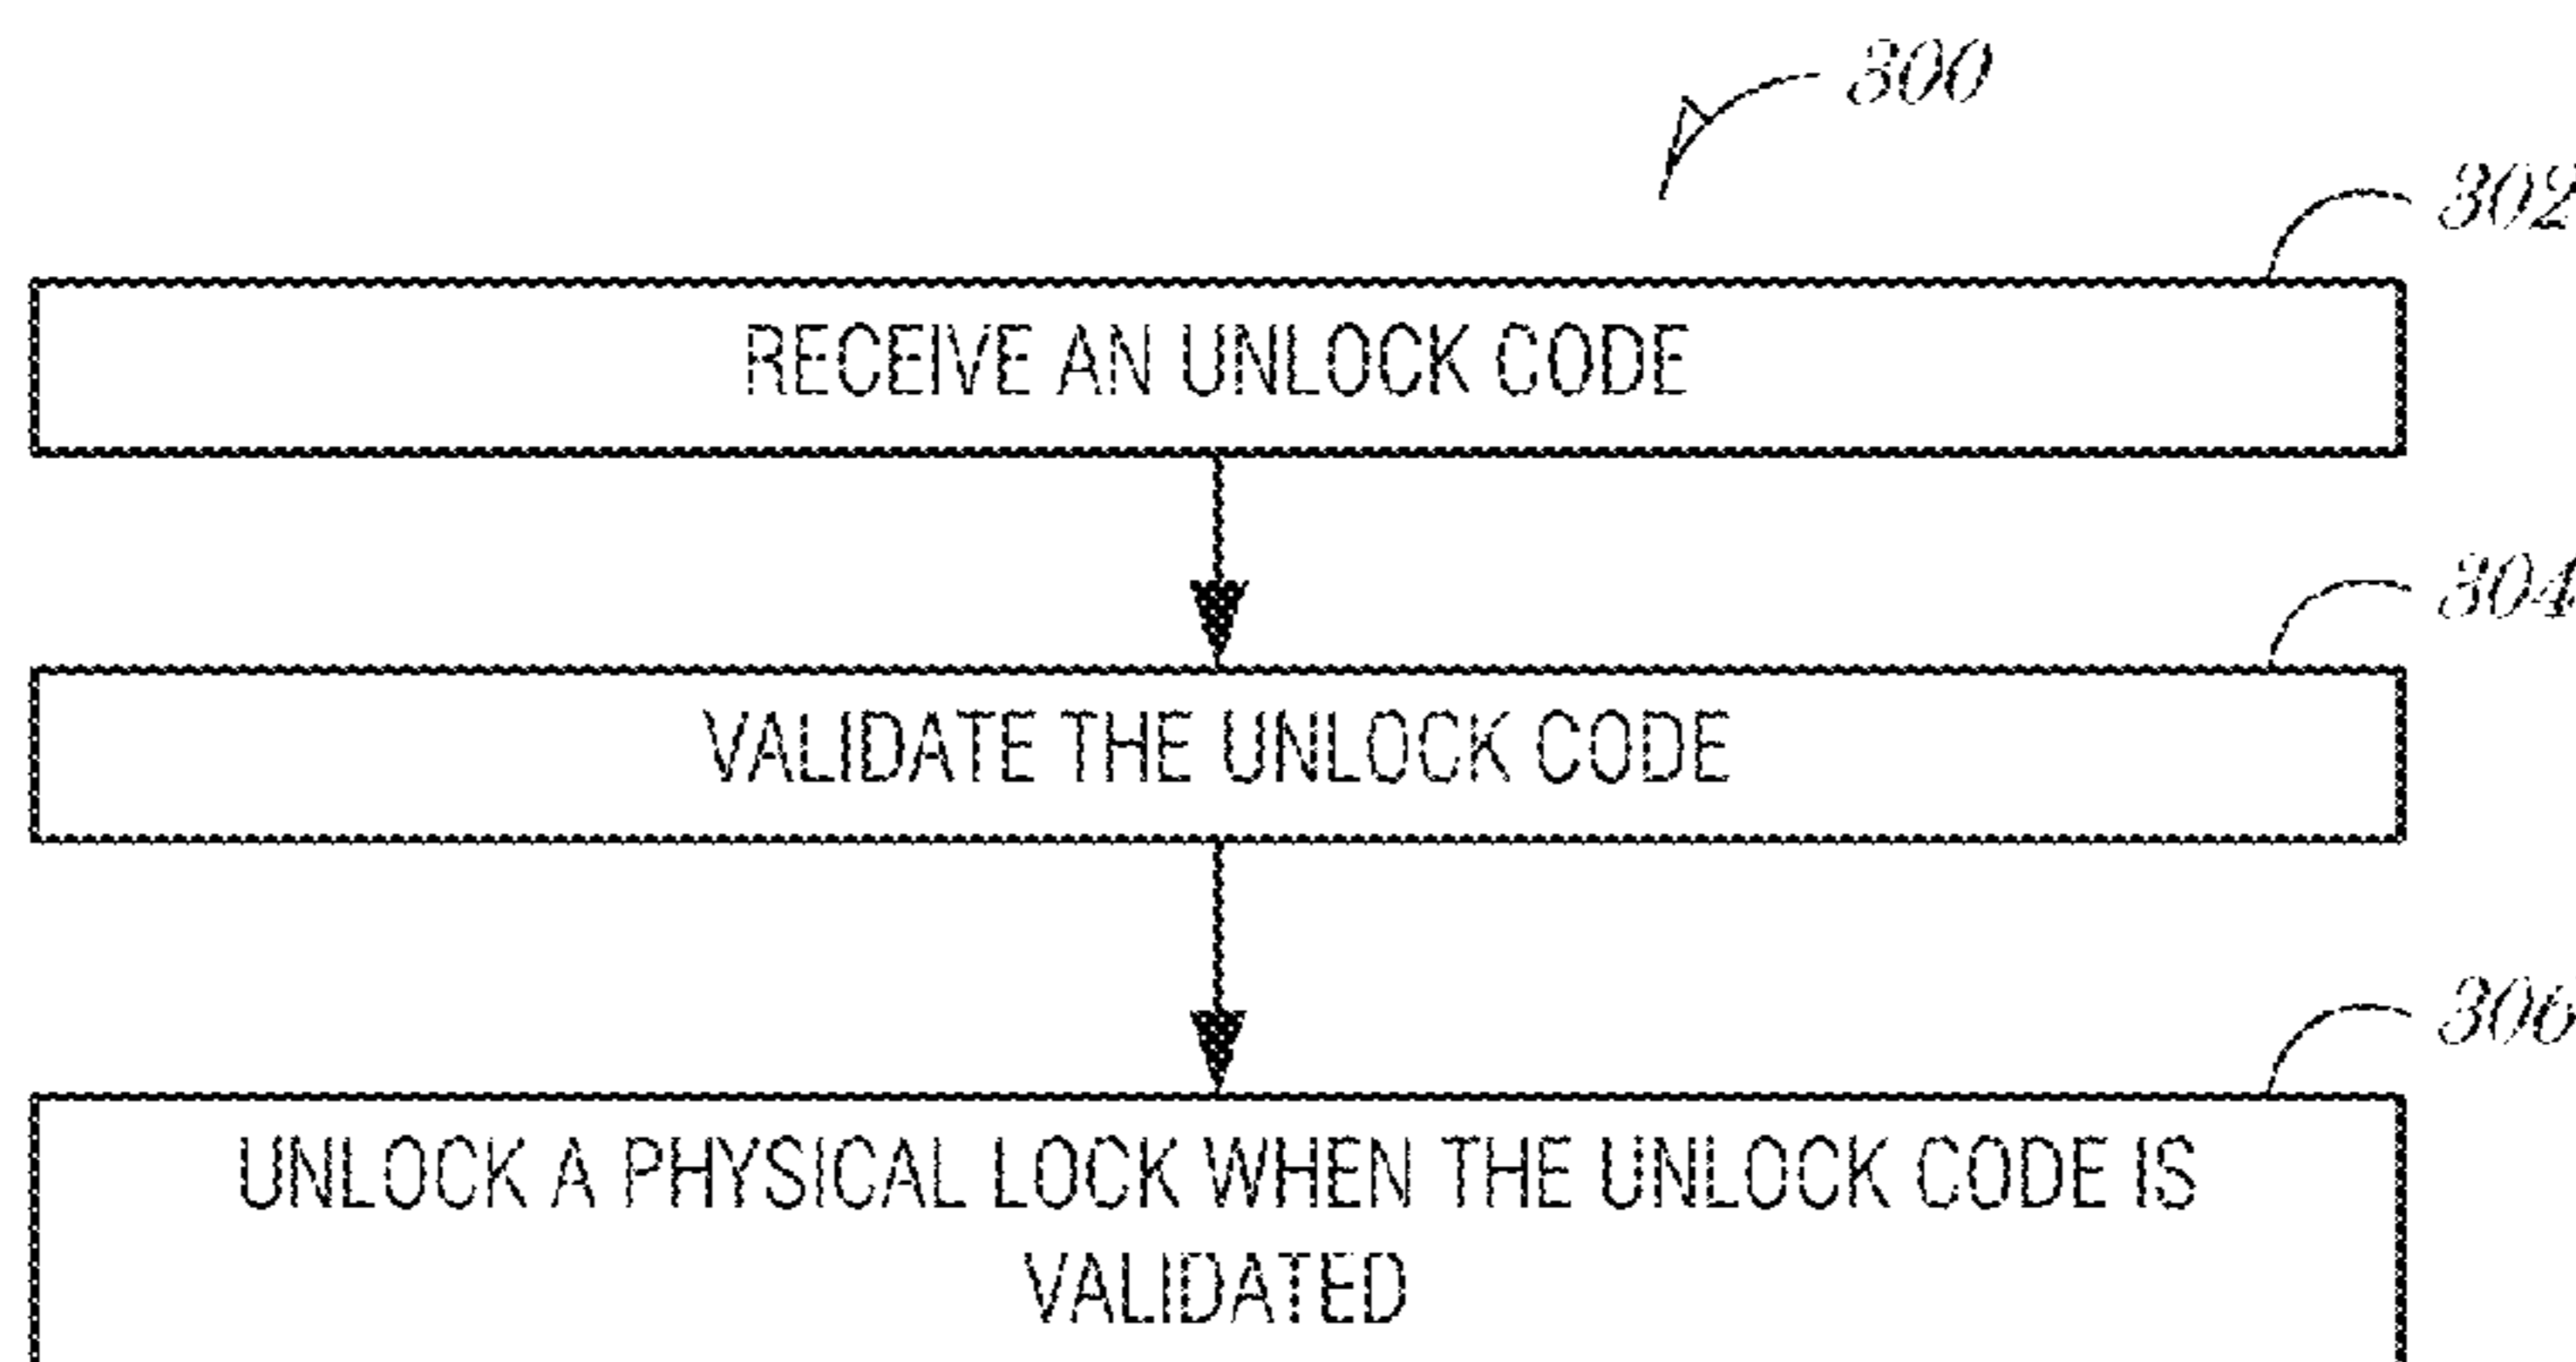 300
302
RECEIVE AN UNLOCK CODE
304
VALIDATE THE UNLOCK CODE
306
UNLOCK A PHYSICAL LOCK WHEN THE UNLOCK CODE IS
VALIDATED